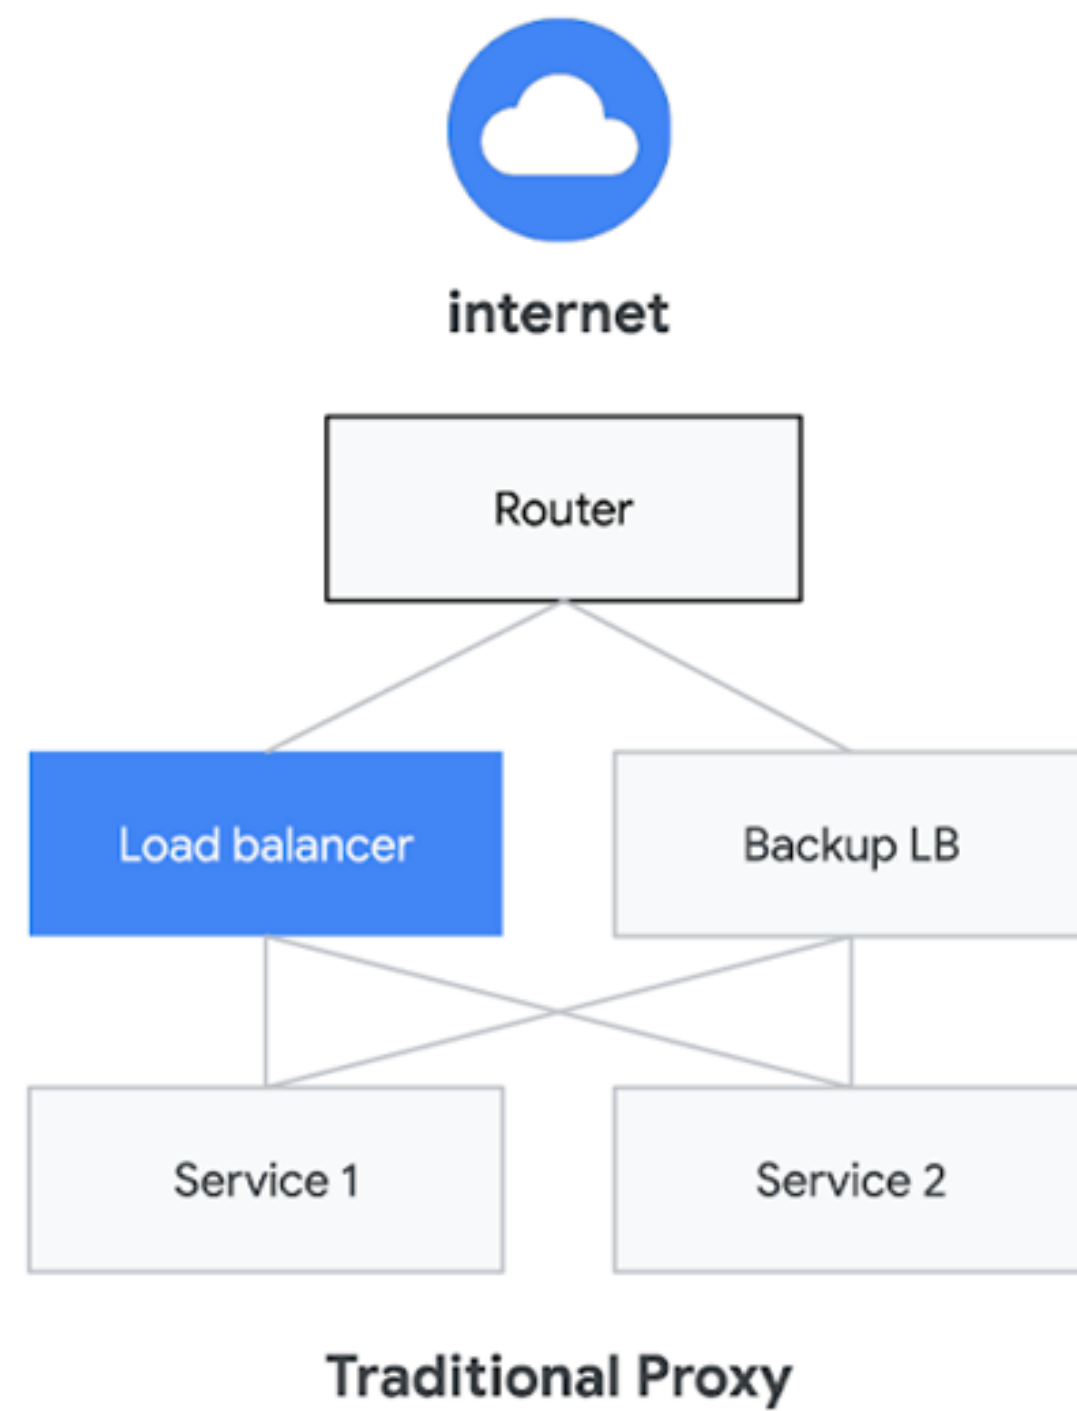 internet
Router
Load balancer
Backup LB
Service 1
Service 2
Traditional Proxy